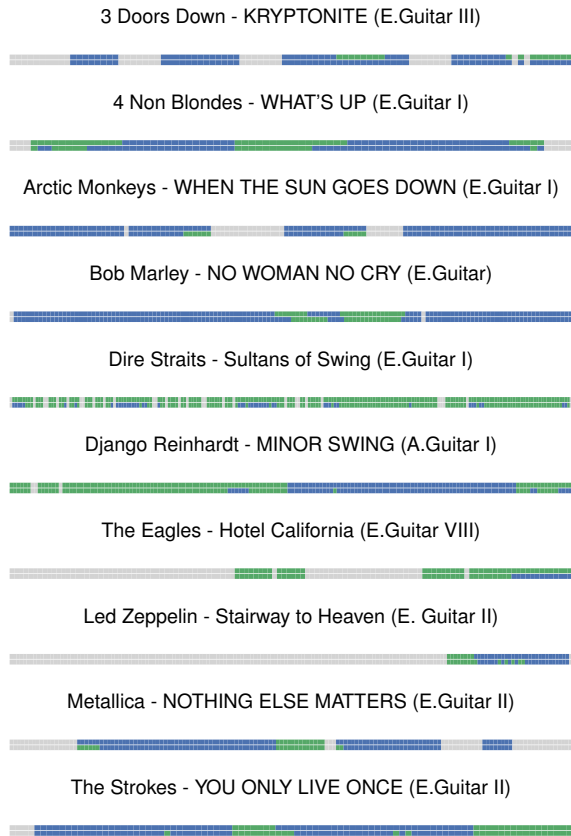 3 Doors Down - KRYPTONITE (E.Guitar III)
4 Non Blondes - WHAT'S UP (E.Guitar I)
Arctic Monkeys - WHEN THE SUN GOES DOWN (E.Guitar I)
Bob Marley - NO WOMAN NO CRY (E.Guitar)
Dire Straits - Sultans of Swing (E.Guitar I)
Django Reinhardt - MINOR SWING (A.Guitar I)
The Eagles - Hotel California (E.Guitar VIII)
Led Zeppelin - Stairway to Heaven (E. Guitar II)
Metallica - NOTHING ELSE MATTERS (E.Guitar II)
The Strokes - YOU ONLY LIVE ONCE (E.Guitar II)